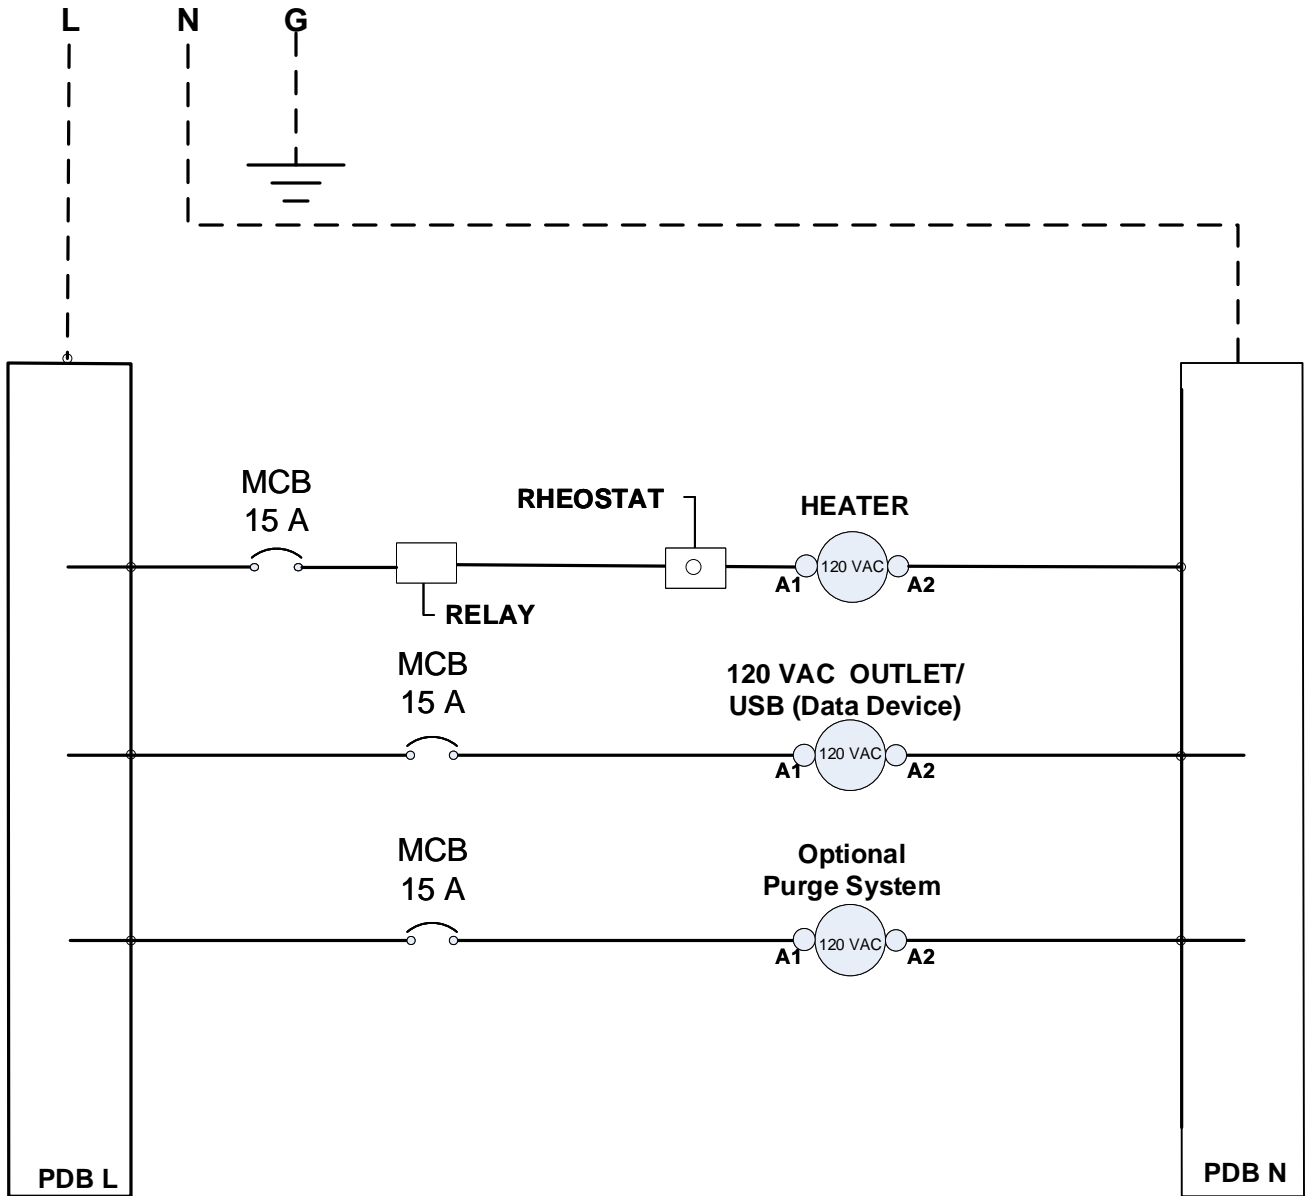 L N G
MCB
15 A
RHEOSTAT
HEATER
120 VAC
A1 A2
RELAY
MCB
15 A
120 VAC OUTLET/
USB (Data Device)
120 VAC
A1 A2
MCB
15 A
Optional
Purge System
120 VAC
A1 A2
PDB L
PDB N